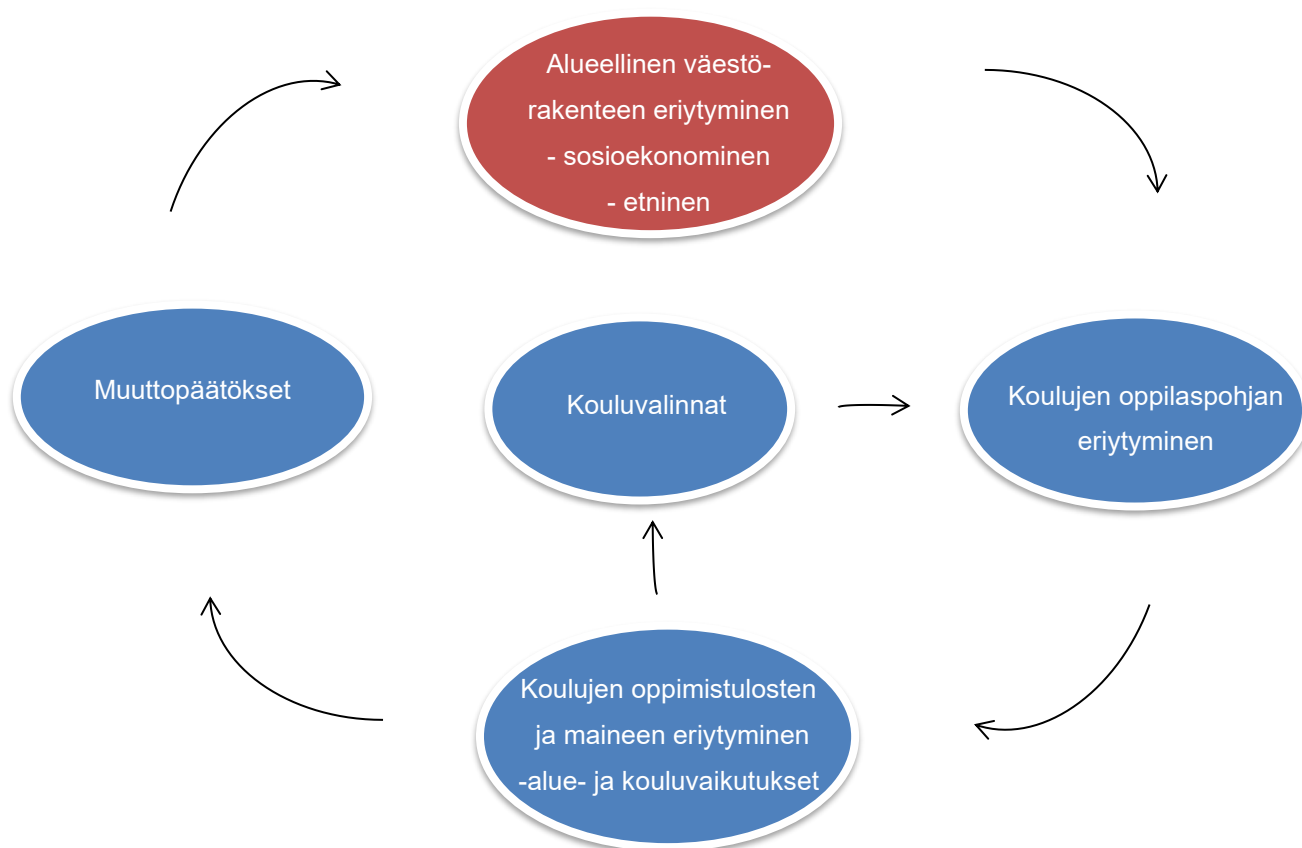 Alueellinen väestö-
rakenteen eriytyminen
- sosioekonominen
- etninen
Muuttopäätökset
Kouluvalinnat
Koulujen oppilaspohjan
eriytyminen
Koulujen oppimistulosten
ja maineen eriytyminen
-alue- ja kouluvaikutukset